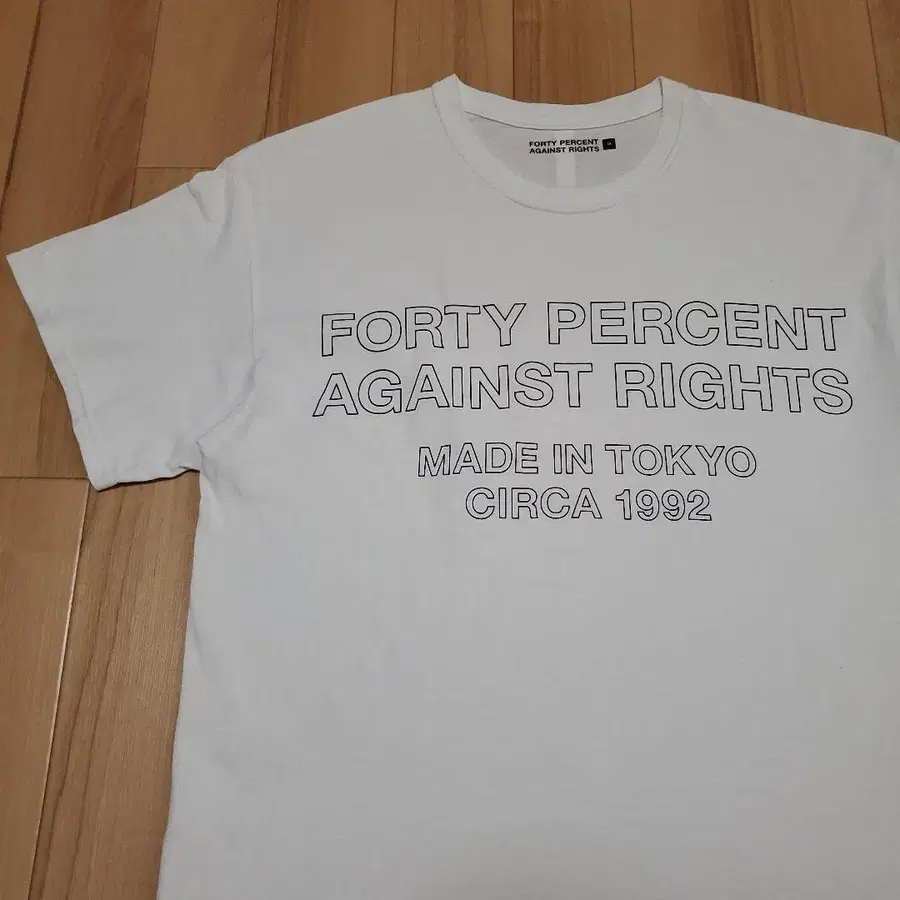 FORTY PERCENT
AGAINST RIGHTS
FORTY PERCENT
AGAINST RIGHTS
MADE IN TOKYO
CIRCA 1992